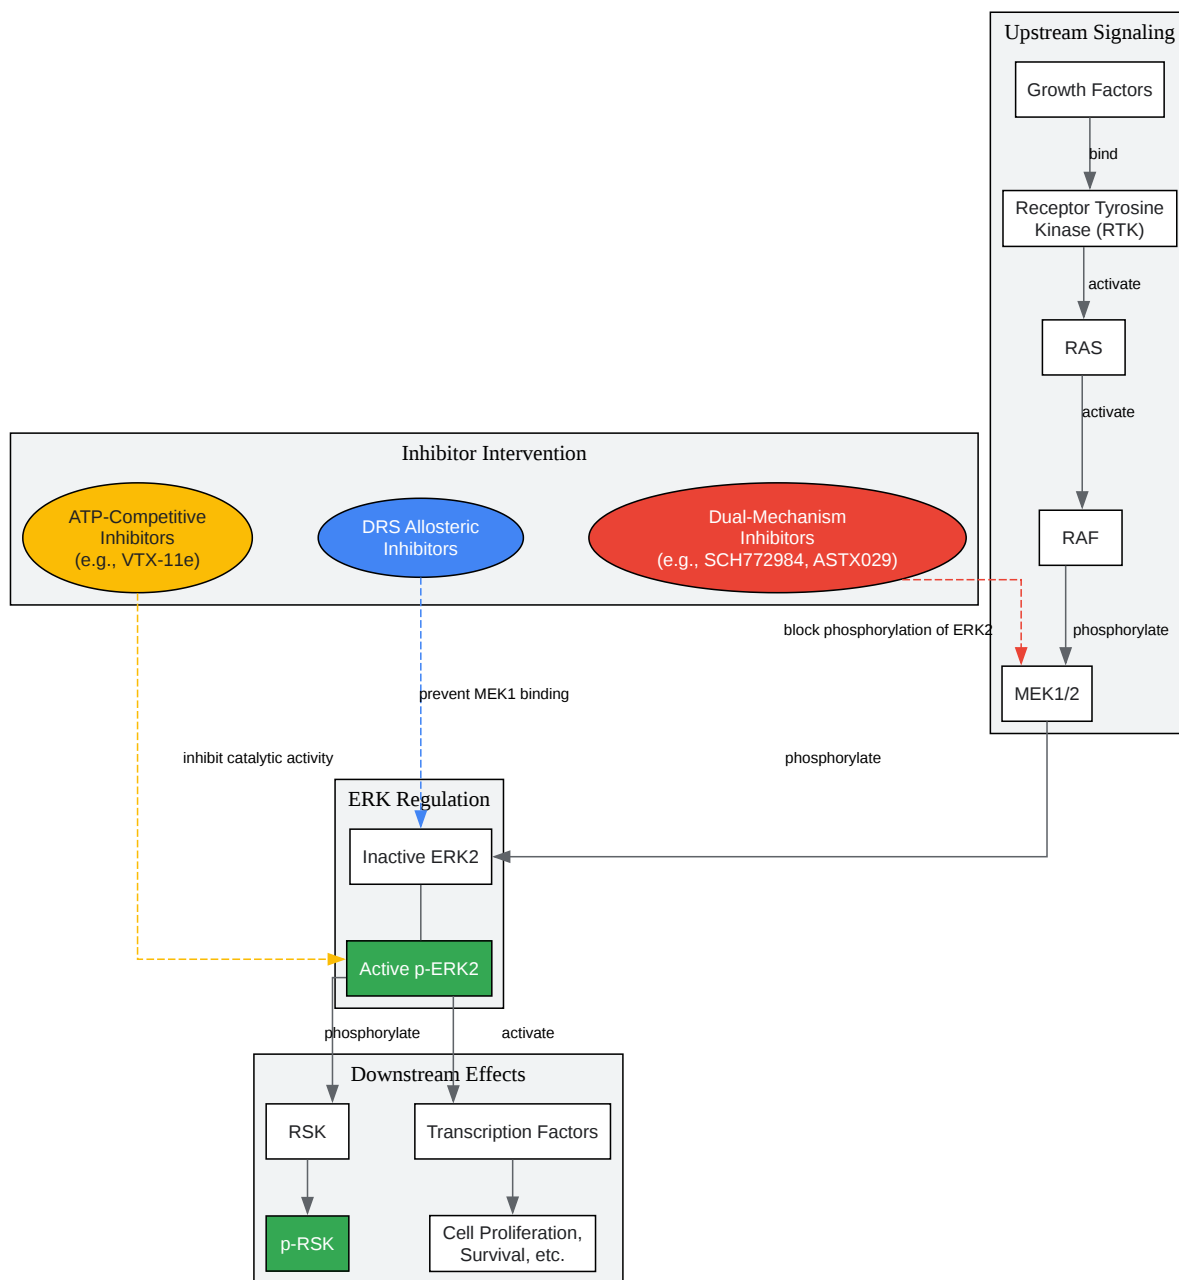 Upstream Signaling
Growth Factors
bind
Receptor Tyrosine
Kinase (RTK)
activate
RAS
activate
RAF
phosphorylate
MEK1/2
Inhibitor Intervention
ATP-Competitive
Inhibitors
(e.g., VTX-11e)
DRS Allosteric
Inhibitors
Dual-Mechanism
Inhibitors
(e.g., SCH772984, ASTX029)
block phosphorylation of ERK2
prevent MEK1 binding
inhibit catalytic activity
phosphorylate
ERK Regulation
Inactive ERK2
Active p-ERK2
phosphorylate
activate
Downstream Effects
RSK
Transcription Factors
p-RSK
Cell Proliferation,
Survival, etc.